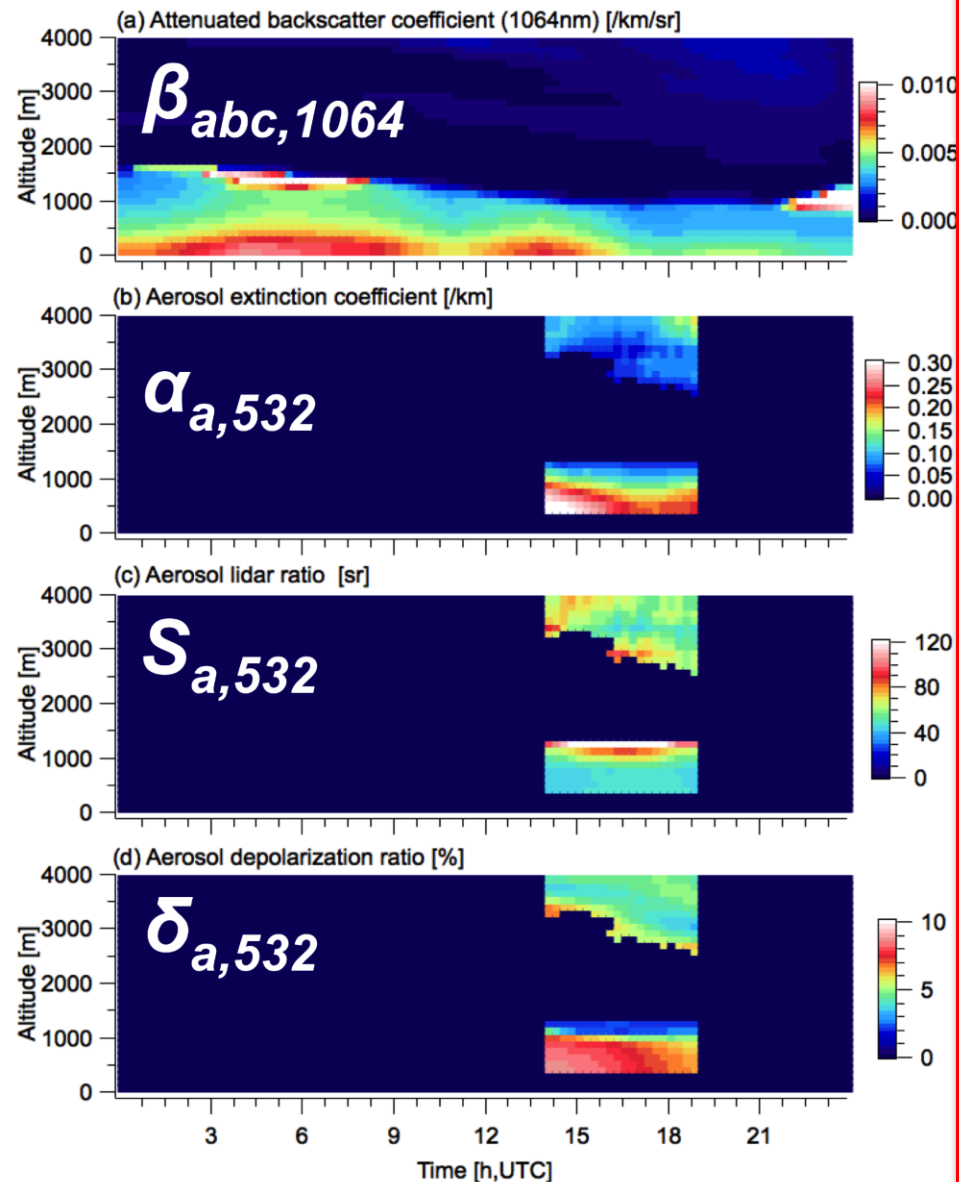 (a) Attenuated backscatter coefficient (1064nm) [/km/sr]
4000
3000
2000
1000
0
Altitude [m]
βabc,1064
0.010
0.005
0.000
(b) Aerosol extinction coefficient [/km]
4000
3000
2000
1000
0
Altitude [m]
αa,532
0.30
0.25
0.20
0.15
0.10
0.05
0.00
(c) Aerosol lidar ratio [sr]
4000
3000
2000
1000
0
Altitude [m]
Sa,532
120
80
40
0
(d) Aerosol depolarization ratio [%]
4000
3000
2000
1000
0
Altitude [m]
δa,532
10
5
0
3 6 9 12 15 18 21
Time [h,UTC]